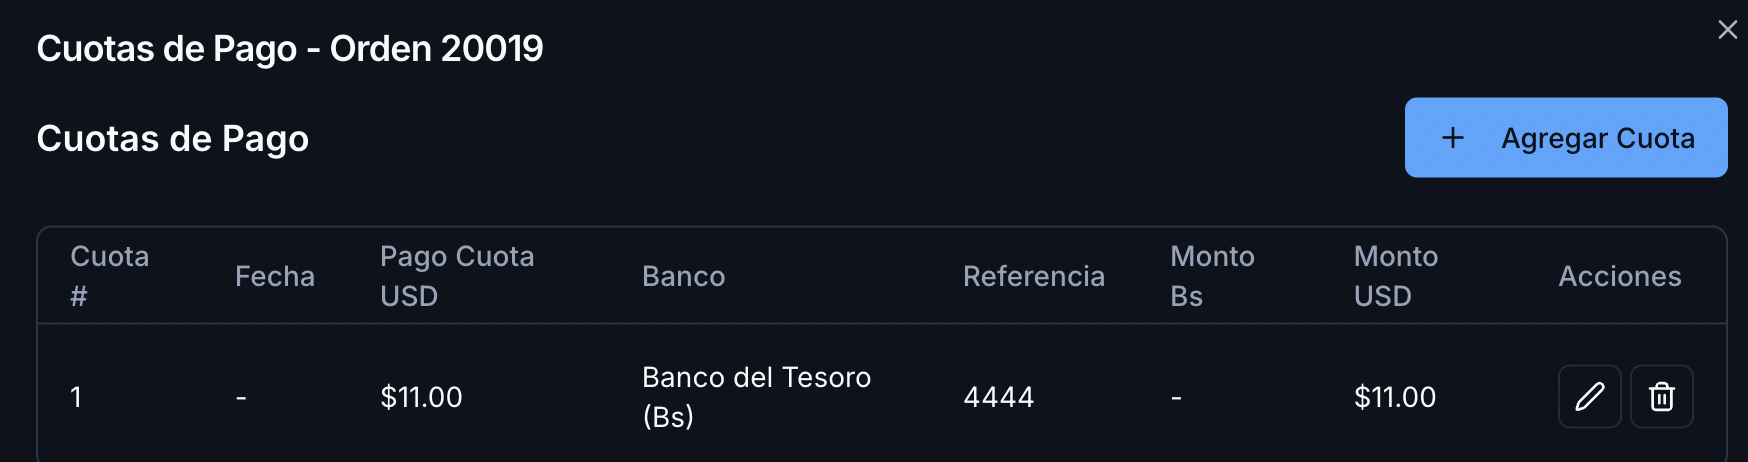 Cuotas de Pago - Orden 20019
Cuotas de Pago
+ Agregar Cuota
Cuota # Fecha Pago Cuota USD Banco Referencia Monto Bs Monto USD Acciones
1 - $11.00 Banco del Tesoro (Bs) 4444 - $11.00